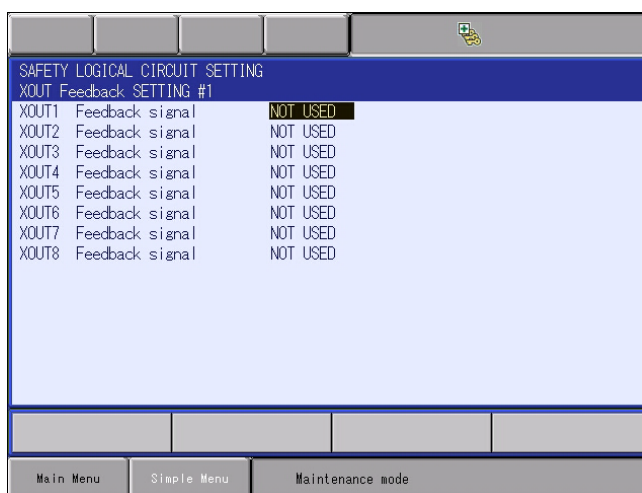 SAFETY LOGICAL CIRCUIT SETTING
XOUT Feedback SETTING #1
XOUT1 Feedback signal NOT USED
XOUT2 Feedback signal NOT USED
XOUT3 Feedback signal NOT USED
XOUT4 Feedback signal NOT USED
XOUT5 Feedback signal NOT USED
XOUT6 Feedback signal NOT USED
XOUT7 Feedback signal NOT USED
XOUT8 Feedback signal NOT USED
Main Menu Simple Menu Maintenance mode